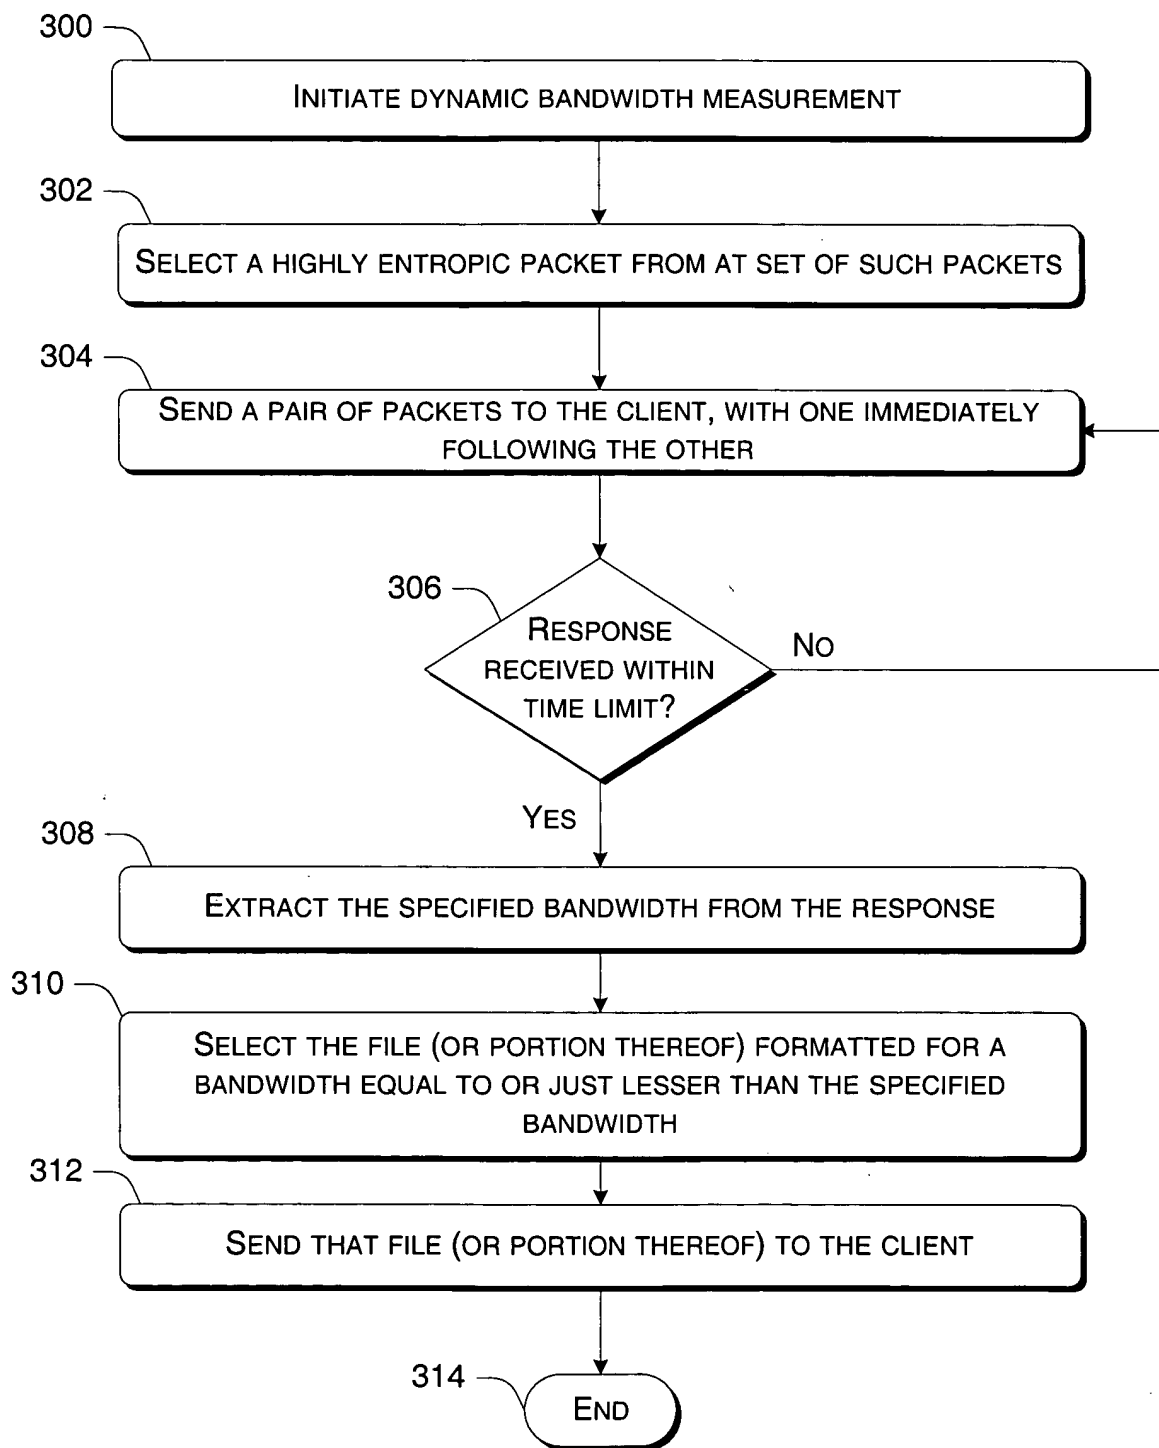 300
INITIATE DYNAMIC BANDWIDTH MEASUREMENT
302
SELECT A HIGHLY ENTROPIC PACKET FROM AT SET OF SUCH PACKETS
304
SEND A PAIR OF PACKETS TO THE CLIENT, WITH ONE IMMEDIATELY
FOLLOWING THE OTHER
306
RESPONSE
RECEIVED WITHIN
TIME LIMIT?
NO
YES
308
EXTRACT THE SPECIFIED BANDWIDTH FROM THE RESPONSE
310
SELECT THE FILE (OR PORTION THEREOF) FORMATTED FOR A
BANDWIDTH EQUAL TO OR JUST LESSER THAN THE SPECIFIED
BANDWIDTH
312
SEND THAT FILE (OR PORTION THEREOF) TO THE CLIENT
314
END